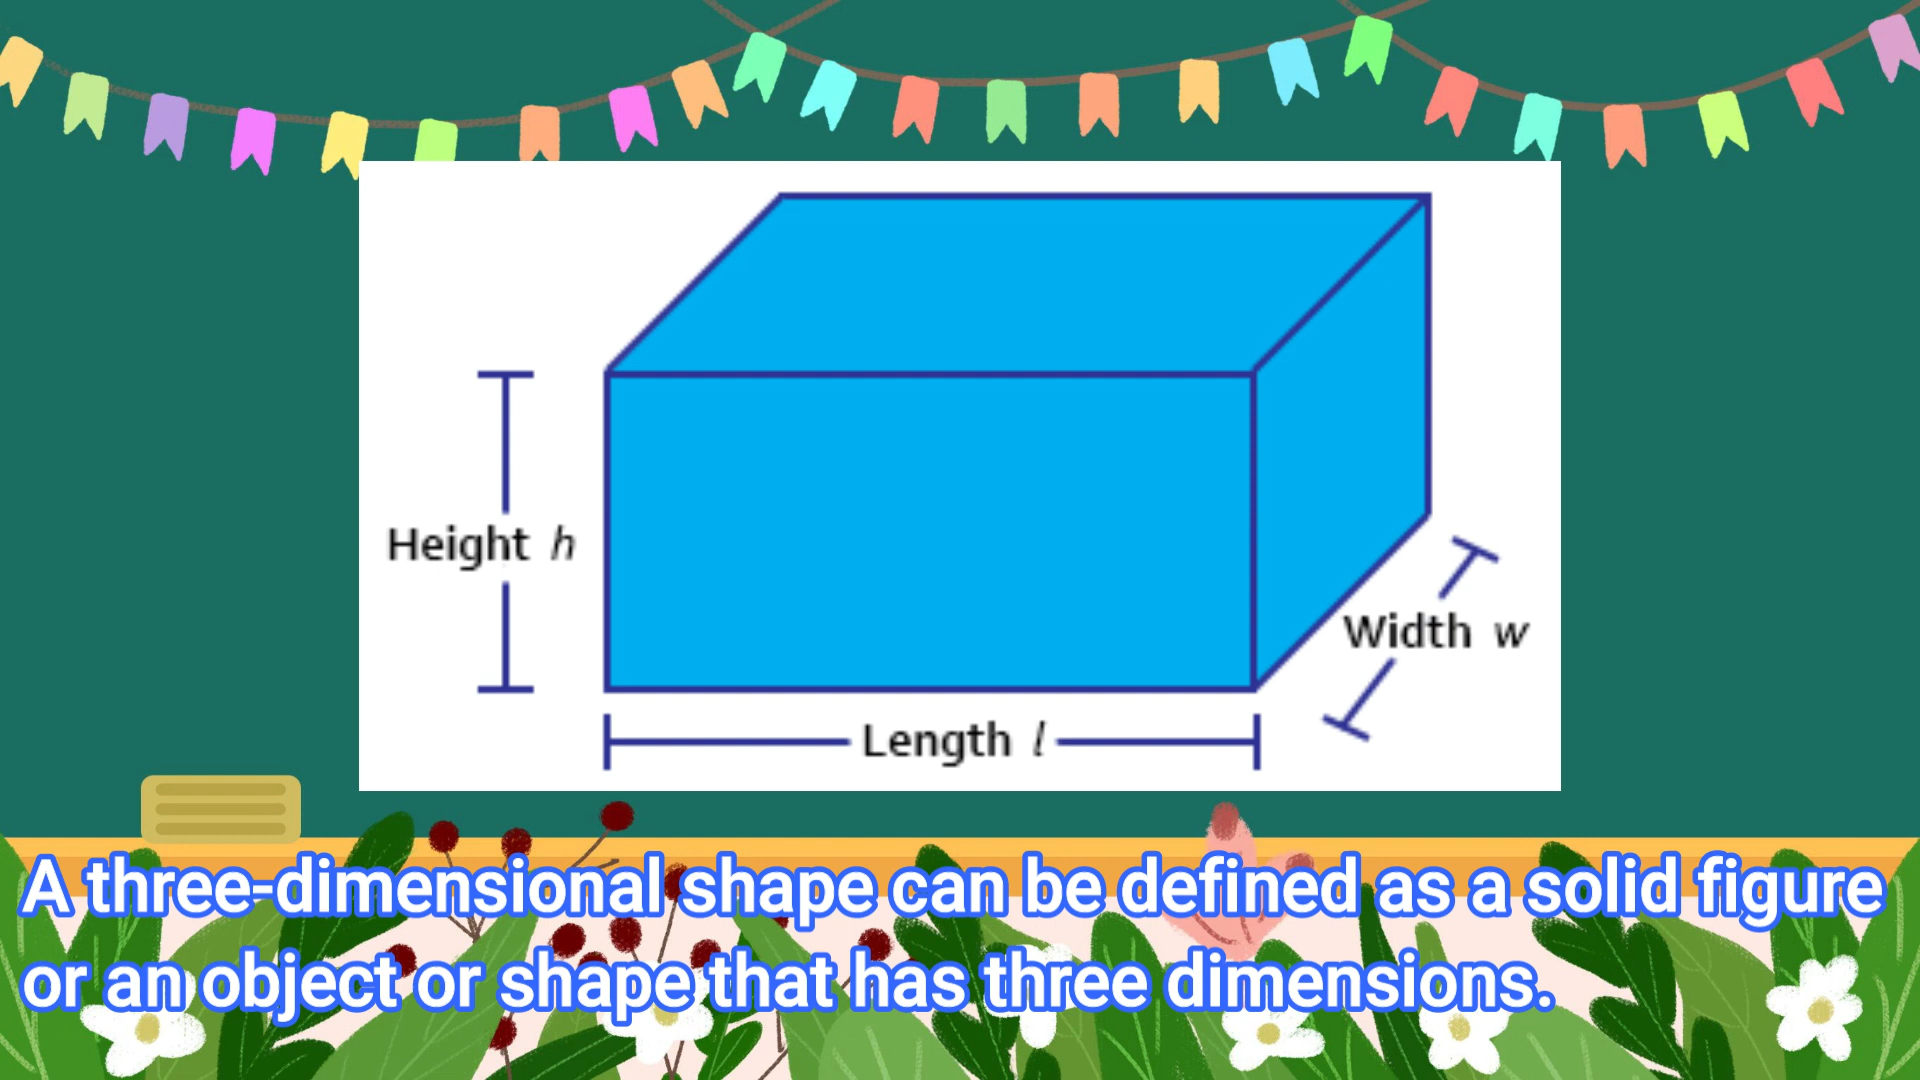 Height h
Width w
Length l
A three-dimensional shape can be defined as a solid figure
or an object or shape that has three dimensions.